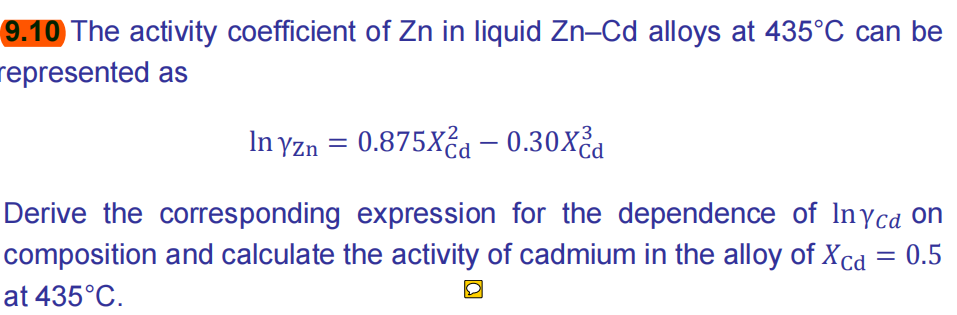 9.10 The activity coefficient of Zn in liquid Zn–Cd alloys at 435°C can be
represented as
ln γZn = 0.875X²Cd − 0.30X³Cd
Derive the corresponding expression for the dependence of lnγCd on
composition and calculate the activity of cadmium in the alloy of XCd = 0.5
at 435°C.